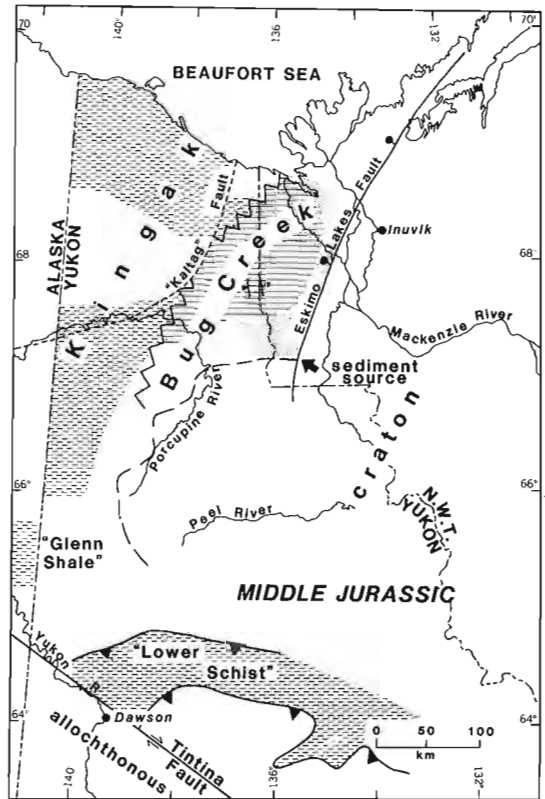 70
140°
136
132
70°
BEAUFORT SEA
Kingak
"Kaltag" Fault
Bug Creek
Eskimo Lakes Fault
Inuvik
ALASKA
YUKON
68
68
Mackenzie River
sediment
source
Porcupine River
craton
66°
66°
N.W.T.
YUKON
Peel River
"Glenn
Shale"
MIDDLE JURASSIC
Yukon R.
"Lower
Schist"
64
64°
Dawson
Tintina
Fault
allochthonous
0 50 100
km
140
136°
132